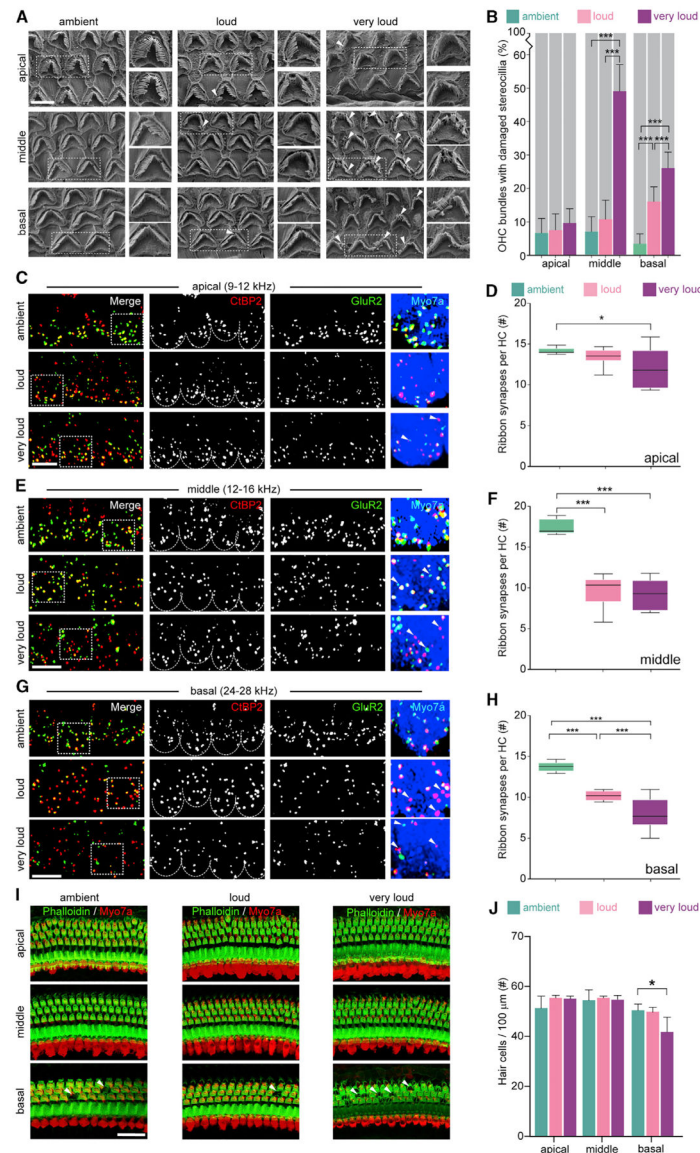 A
ambient
loud
very loud
apical
middle
basal
B
ambient
loud
very loud
OHC bundles with damaged stereocillia (%)
100
90
60
50
40
30
20
10
0
***
***
***
***
***
apical
middle
basal
C
apical (9-12 kHz)
Merge
CtBP2
GluR2
Myo7a
ambient
loud
very loud
D
ambient
loud
very loud
Ribbon synapses per HC (#)
20
15
10
5
0
*
apical
E
middle (12-16 kHz)
Merge
CtBP2
GluR2
Myo7a
ambient
loud
very loud
F
Ribbon synapses per HC (#)
20
15
10
5
0
***
***
middle
G
basal (24-28 kHz)
Merge
CtBP2
GluR2
Myo7a
ambient
loud
very loud
H
Ribbon synapses per HC (#)
20
15
10
5
0
***
***
***
basal
I
ambient
loud
very loud
Phalloidin / Myo7a
Phalloidin / Myo7a
Phalloidin / Myo7a
apical
middle
basal
J
ambient
loud
very loud
Hair cells / 100 µm (#)
70
60
40
20
0
*
apical
middle
basal